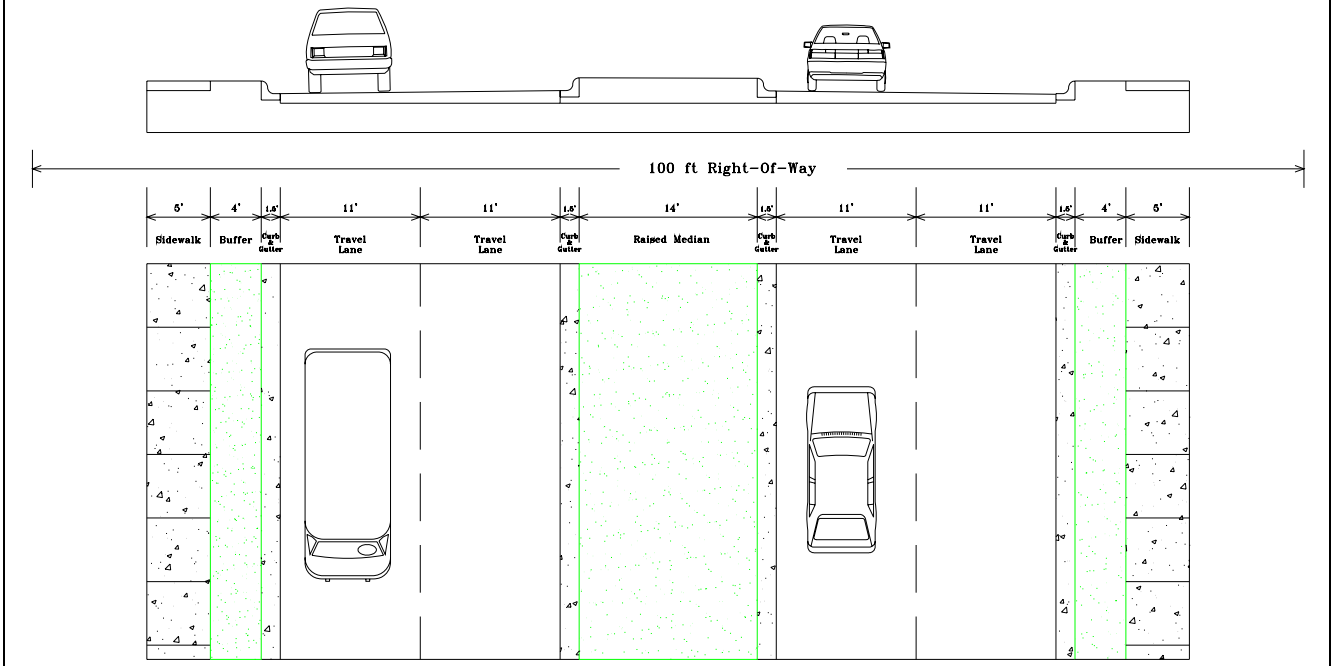 100 ft Right-Of-Way
5' 4' 1.5' 11' 11' 1.5' 14' 1.5' 11' 11' 1.5' 4' 5'
Sidewalk Buffer Curb & Gutter Travel Lane Travel Lane Curb & Gutter Raised Median Curb & Gutter Travel Lane Travel Lane Curb & Gutter Buffer Sidewalk